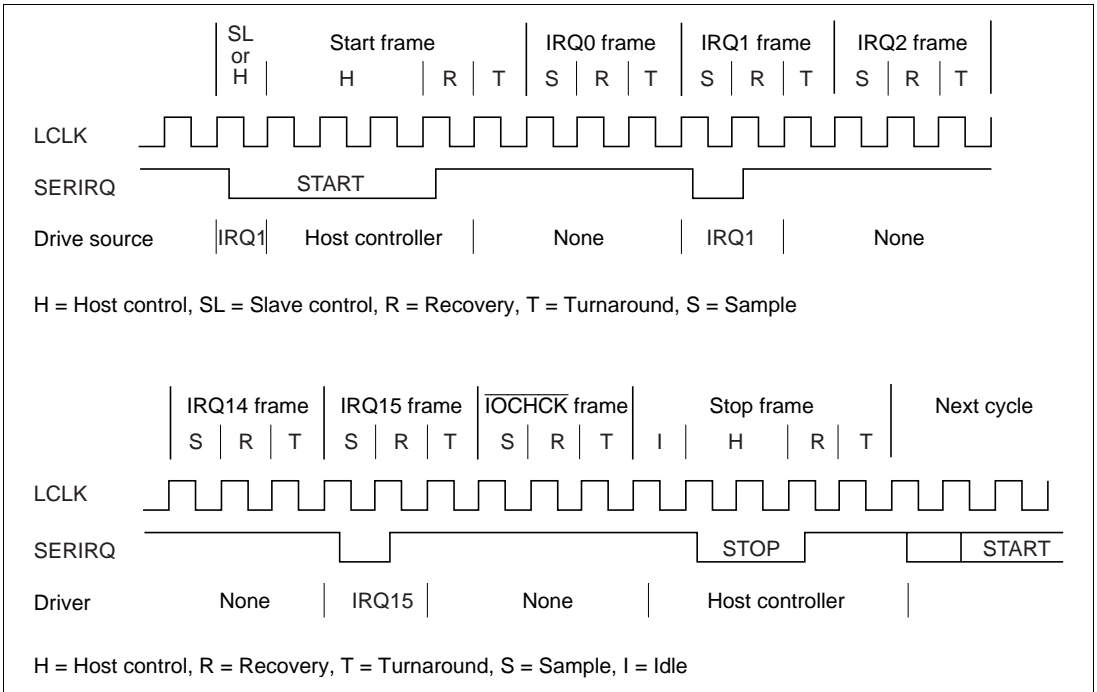 SL or H Start frame IRQ0 frame IRQ1 frame IRQ2 frame
H R T S R T S R T S R T
LCLK
SERIRQ START
Drive source IRQ1 Host controller None IRQ1 None
H = Host control, SL = Slave control, R = Recovery, T = Turnaround, S = Sample
IRQ14 frame IRQ15 frame IOCHCK frame Stop frame Next cycle
S R T S R T S R T I H R T
LCLK
SERIRQ STOP START
Driver None IRQ15 None Host controller
H = Host control, R = Recovery, T = Turnaround, S = Sample, I = Idle